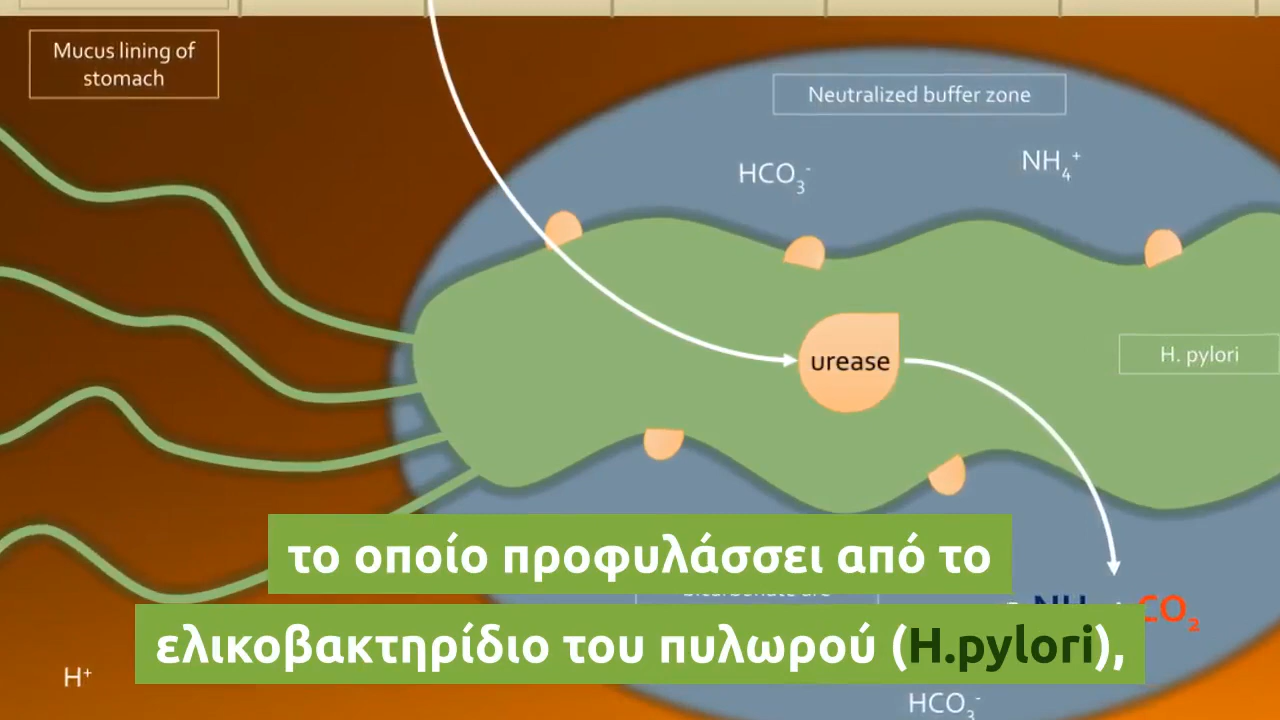 Mucus lining of
stomach
Neutralized buffer zone
HCO₃⁻
NH₄⁺
urease
H. pylori
CO₂
το οποίο προφυλάσσει από το
ελικοβακτηρίδιο του πυλωρού (H.pylori),
H⁺
HCO₃⁻